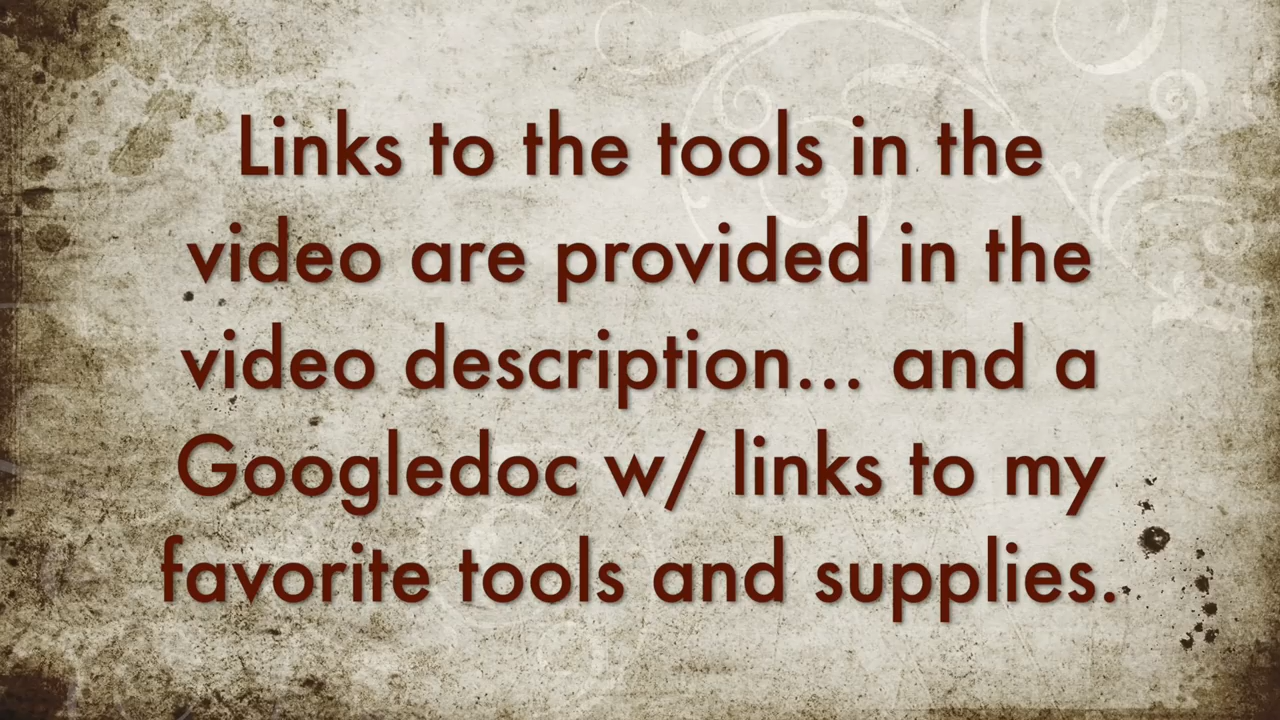 Links to the tools in the
video are provided in the
video description... and a
Googledoc w/ links to my
favorite tools and supplies.